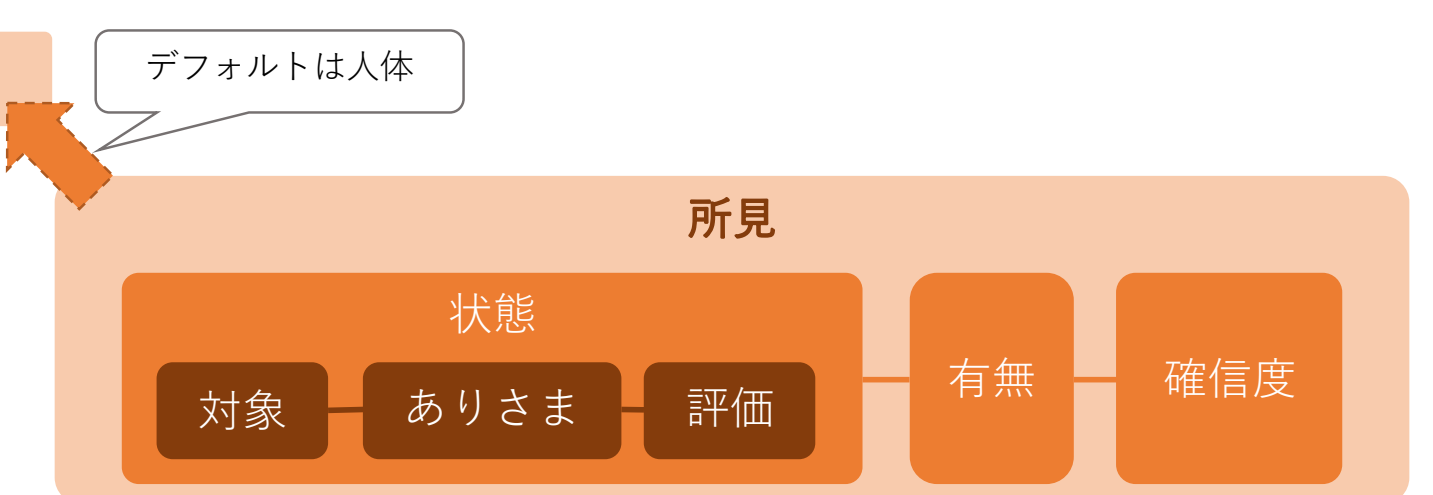 デフォルトは人体
所見
状態
対象
ありさま
評価
有無
確信度